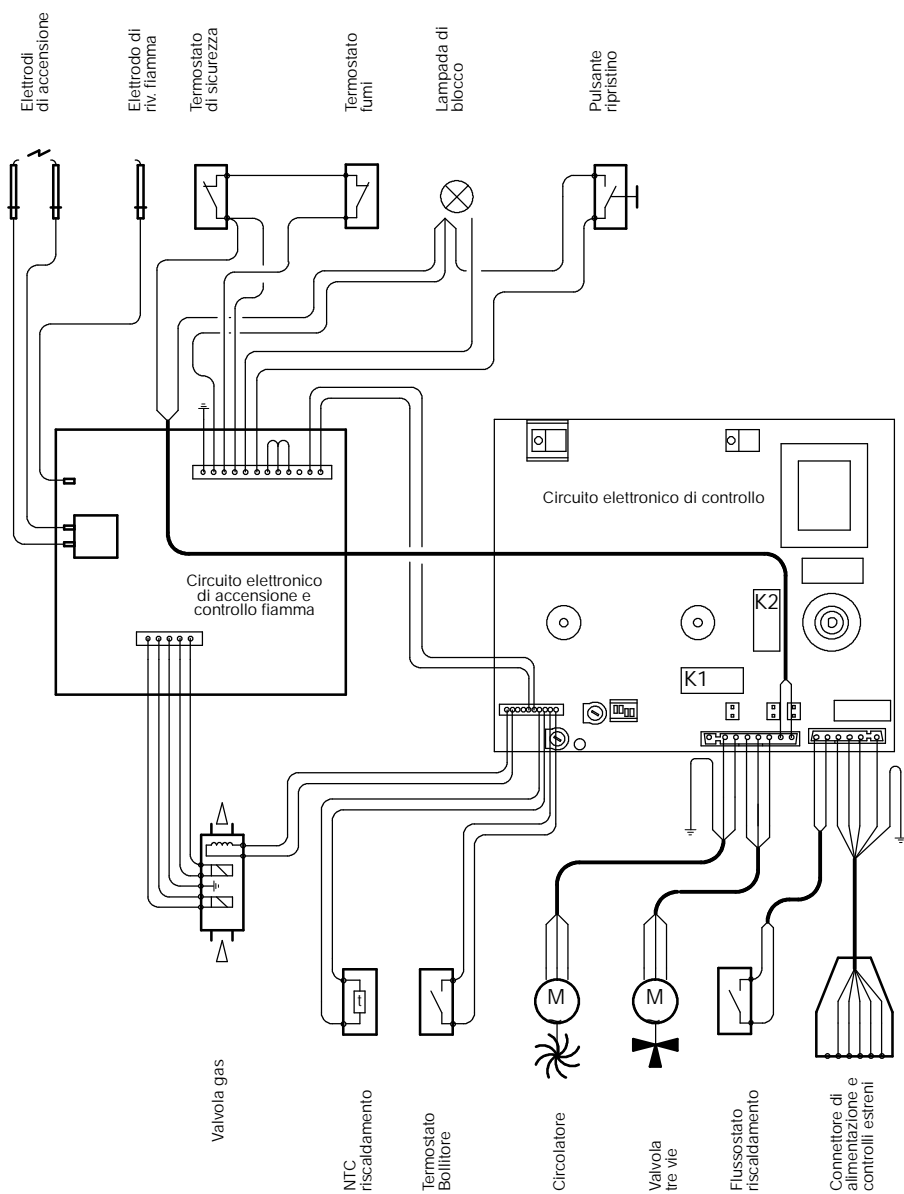 Elettrodi
di accensione
Elettrodo di
riv. fiamma
Termostato
di sicurezza
Termostato
fumi
Lampada di
blocco
Pulsante
ripristino
Circuito elettronico di controllo
Circuito elettronico
di accensione e
controllo fiamma
K2
K1
t
M
M
Valvola gas
NTC
riscaldamento
Termostato
Bollitore
Circolatore
Valvola
tre vie
Flussostato
riscaldamento
Connettore di
alimentazione e
controlli estreni